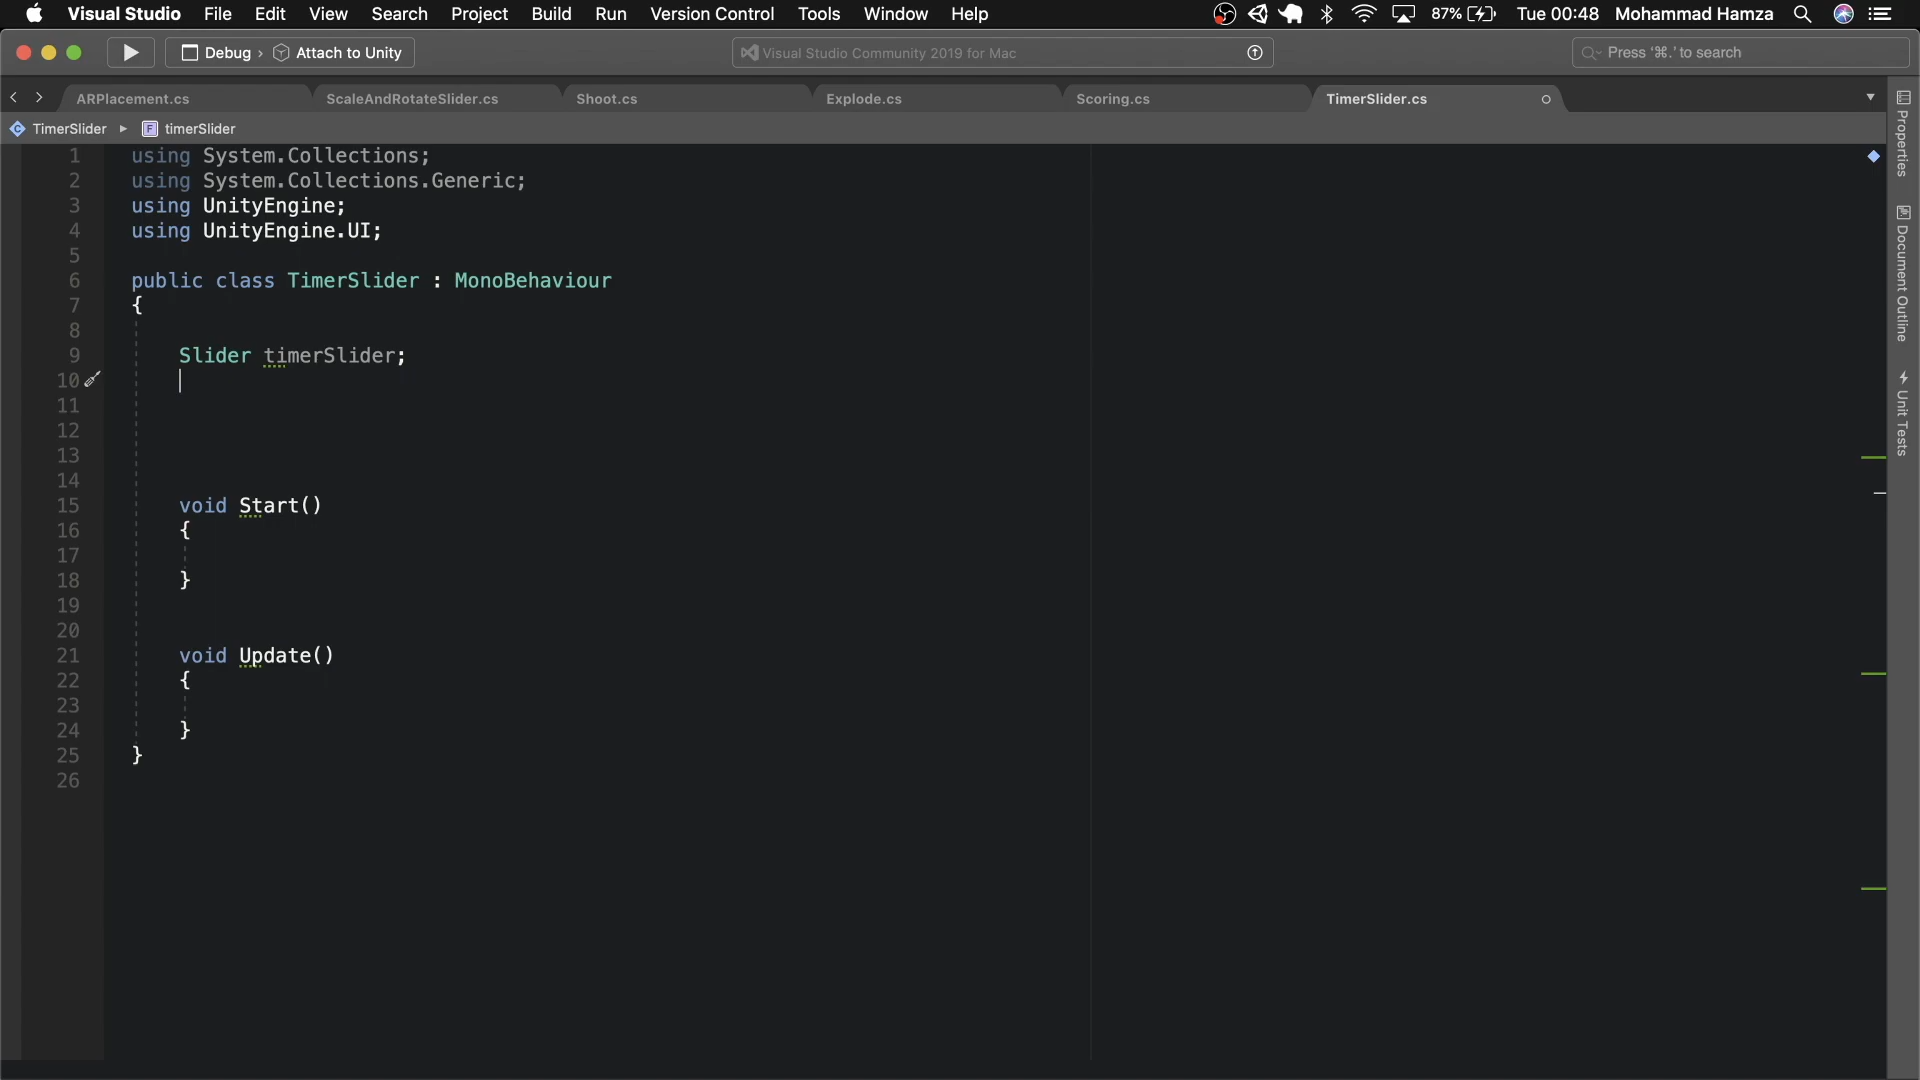 Visual Studio File Edit View Search Project Build Run Version Control Tools Window Help 87% Tue 00:48 Mohammad Hamza
Debug › Attach to Unity Visual Studio Community 2019 for Mac Press '⌘.' to search
ARPlacement.cs ScaleAndRotateSlider.cs Shoot.cs Explode.cs Scoring.cs TimerSlider.cs
TimerSlider ▸ F timerSlider
1 using System.Collections;
2 using System.Collections.Generic;
3 using UnityEngine;
4 using UnityEngine.UI;
5
6 public class TimerSlider : MonoBehaviour
7 {
8
9 Slider timerSlider;
10
11
12
13
14
15 void Start()
16 {
17
18 }
19
20
21 void Update()
22 {
23
24 }
25 }
26
Properties
Document Outline
Unit Tests